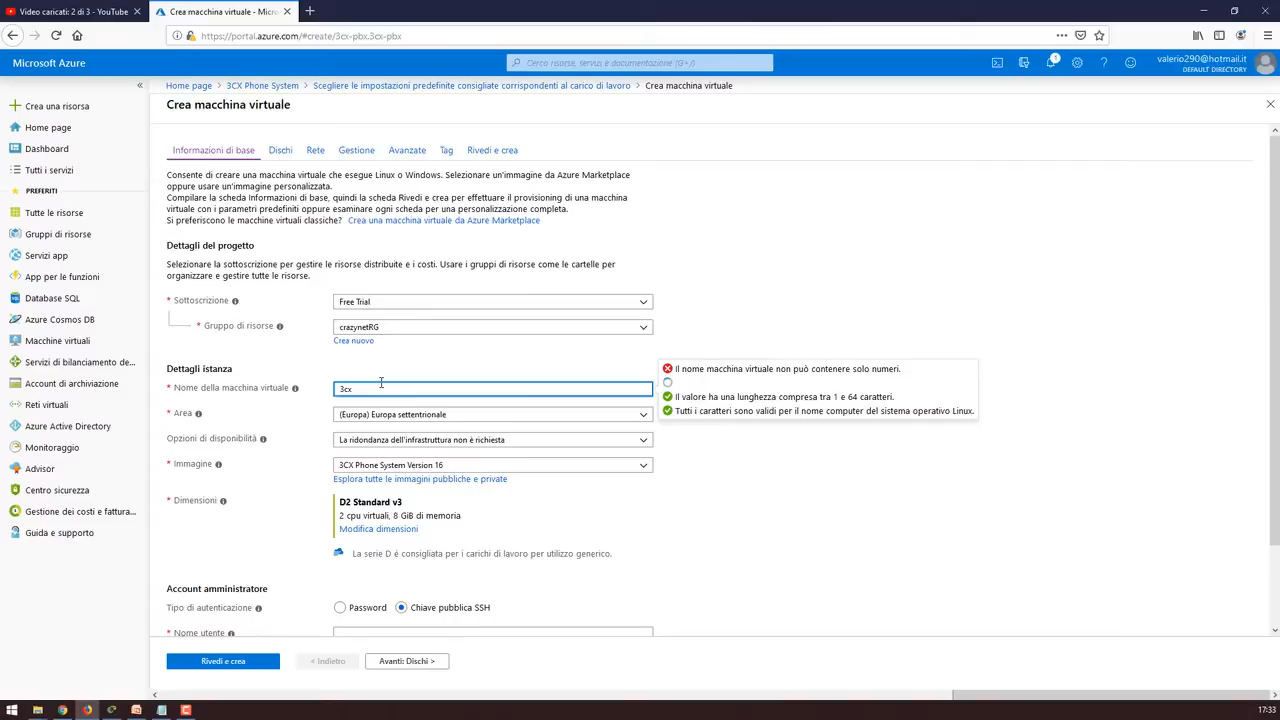 Video caricati: 2 di 3 - YouTube
Crea macchina virtuale - Micro
https://portal.azure.com/#create/3cx-pbx.3cx-pbx
Microsoft Azure
Cerca risorse, servizi e documentazione (G+/)
1
valerio290@hotmail.it
DEFAULT DIRECTORY
Crea una risorsa
Home page
Dashboard
Tutti i servizi
PREFERITI
Tutte le risorse
Gruppi di risorse
Servizi app
App per le funzioni
Database SQL
Azure Cosmos DB
Macchine virtuali
Servizi di bilanciamento de...
Account di archiviazione
Reti virtuali
Azure Active Directory
Monitoraggio
Advisor
Centro sicurezza
Gestione dei costi e fattura...
Guida e supporto
Home page > 3CX Phone System > Scegliere le impostazioni predefinite consigliate corrispondenti al carico di lavoro > Crea macchina virtuale
Crea macchina virtuale
Informazioni di base Dischi Rete Gestione Avanzate Tag Rivedi e crea
Consente di creare una macchina virtuale che esegue Linux o Windows. Selezionare un'immagine da Azure Marketplace
oppure usare un'immagine personalizzata.
Compilare la scheda Informazioni di base, quindi la scheda Rivedi e crea per effettuare il provisioning di una macchina
virtuale con i parametri predefiniti oppure esaminare ogni scheda per una personalizzazione completa.
Si preferiscono le macchine virtuali classiche? Crea una macchina virtuale da Azure Marketplace
Dettagli del progetto
Selezionare la sottoscrizione per gestire le risorse distribuite e i costi. Usare i gruppi di risorse come le cartelle per
organizzare e gestire tutte le risorse.
* Sottoscrizione Free Trial
* Gruppo di risorse crazynetRG
Crea nuovo
Dettagli istanza
* Nome della macchina virtuale 3cx
Il nome macchina virtuale non può contenere solo numeri.
Il valore ha una lunghezza compresa tra 1 e 64 caratteri.
Tutti i caratteri sono validi per il nome computer del sistema operativo Linux.
* Area (Europa) Europa settentrionale
Opzioni di disponibilità La ridondanza dell'infrastruttura non è richiesta
* Immagine 3CX Phone System Version 16
Esplora tutte le immagini pubbliche e private
* Dimensioni D2 Standard v3
2 cpu virtuali, 8 GiB di memoria
Modifica dimensioni
La serie D è consigliata per i carichi di lavoro per utilizzo generico.
Account amministratore
Tipo di autenticazione Password Chiave pubblica SSH
* Nome utente
Rivedi e crea < Indietro Avanti: Dischi >
17:33